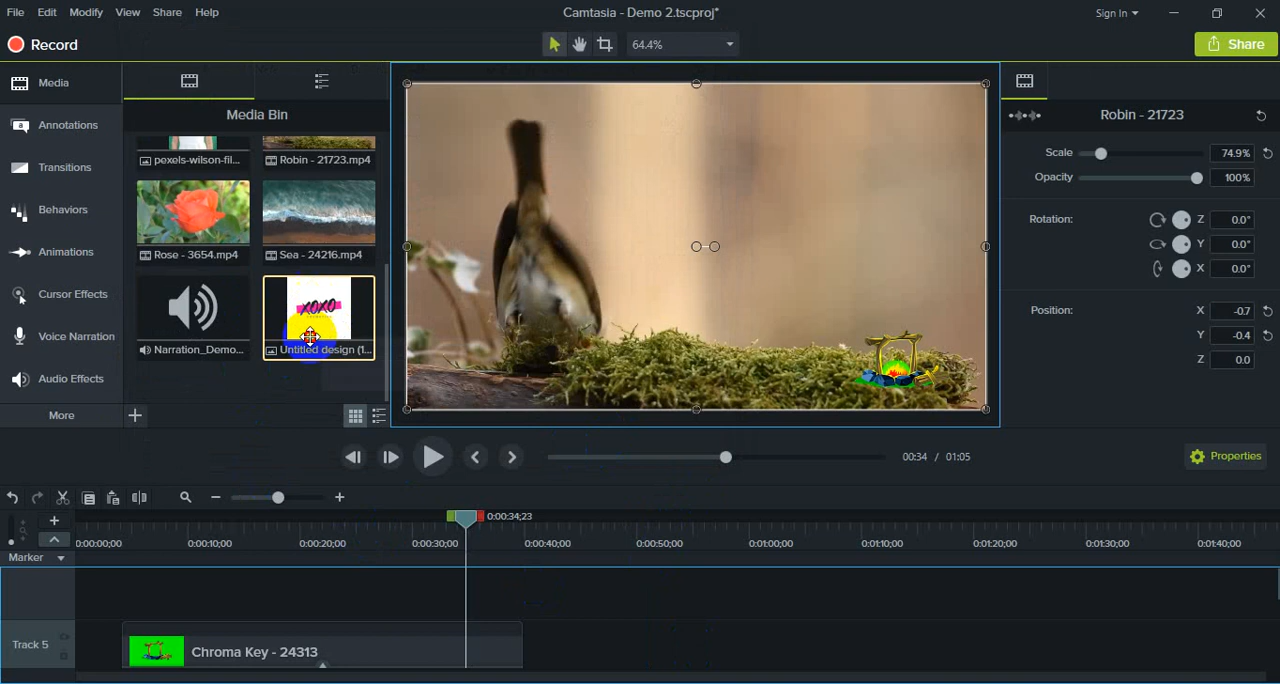 File Edit Modify View Share Help
Camtasia - Demo 2.tscproj*
Sign In
Record
64.4%
Share
Media
Annotations
Transitions
Behaviors
Animations
Cursor Effects
Voice Narration
Audio Effects
More
Media Bin
pexels-wilson-fil...
Robin - 21723.mp4
Rose - 3654.mp4
Sea - 24216.mp4
XOXO
Narration_Demo...
Untitled design (1...
Robin - 21723
Scale 74.9%
Opacity 100%
Rotation: Z 0.0°
Y 0.0°
X 0.0°
Position: X -0.7
Y -0.4
Z 0.0
00:34 / 01:05
Properties
0:00:34;23
0:00:00;00 0:00:10;00 0:00:20;00 0:00:30;00 0:00:40;00 0:00:50;00 0:01:00;00 0:01:10;00 0:01:20;00 0:01:30;00 0:01:40;00
Marker
Track 5
Chroma Key - 24313